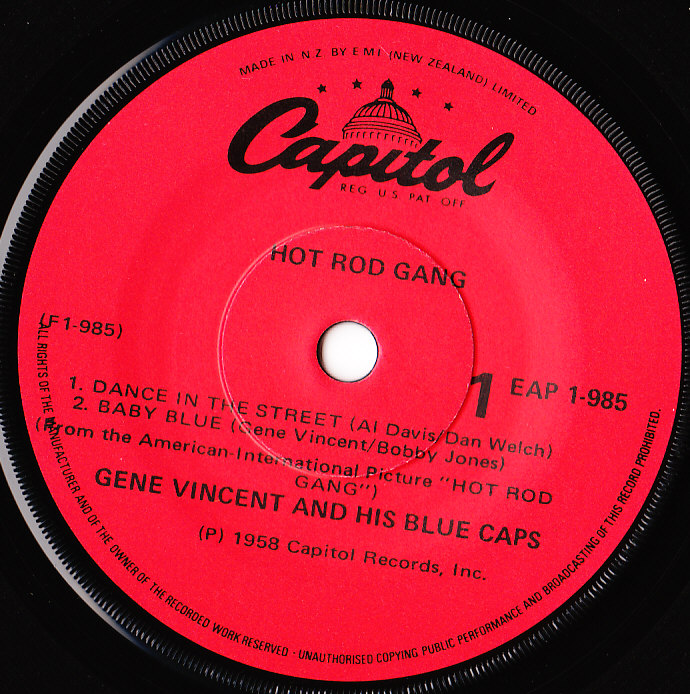 MADE IN N.Z. BY EMI (NEW ZEALAND) LIMITED
Capitol
REG. U.S. PAT. OFF.
HOT ROD GANG
(F1-985)
1 EAP 1-985
1. DANCE IN THE STREET (Al Davis/Dan Welch)
2. BABY BLUE (Gene Vincent/Bobby Jones)
(From the American-International Picture "HOT ROD
GANG")
GENE VINCENT AND HIS BLUE CAPS
(P) 1958 Capitol Records, Inc.
ALL RIGHTS OF THE MANUFACTURER AND OF THE OWNER OF THE RECORDED WORK RESERVED · UNAUTHORISED COPYING PUBLIC PERFORMANCE AND BROADCASTING OF THIS RECORD PROHIBITED.